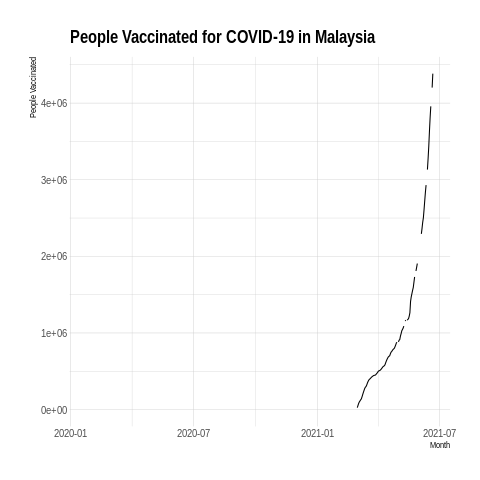 People Vaccinated for COVID-19 in Malaysia
People Vaccinated
4e+06
3e+06
2e+06
1e+06
0e+00
2020-01
2020-07
2021-01
2021-07
Month